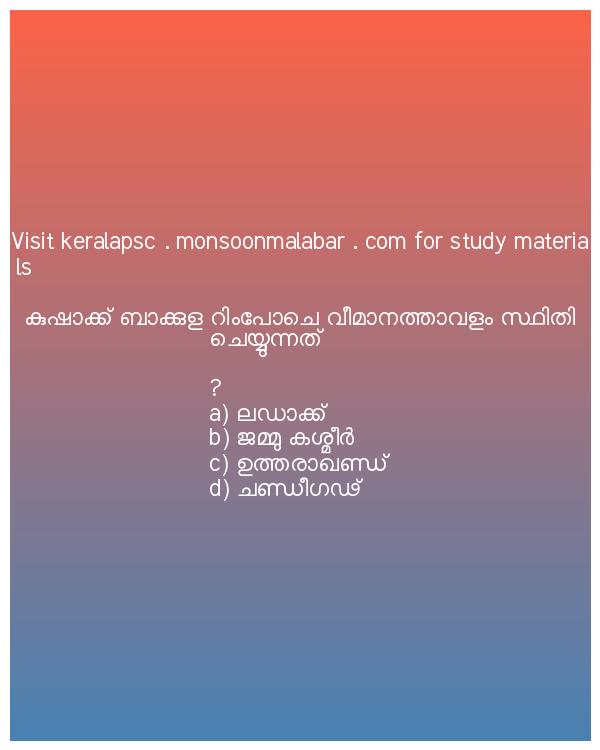 Visit keralapsc . monsoonmalabar . com for study materia
ls
കുഷാക്ക് ബാക്കുള റിംപോചെ വീമാനത്താവളം സ്ഥിതി
ചെയ്യുന്നത്
?
a) ലഡാക്ക്
b) ജമ്മു കശ്മീർ
c) ഉത്തരാഖണ്ഡ്
d) ചണ്ഡീഗഢ്